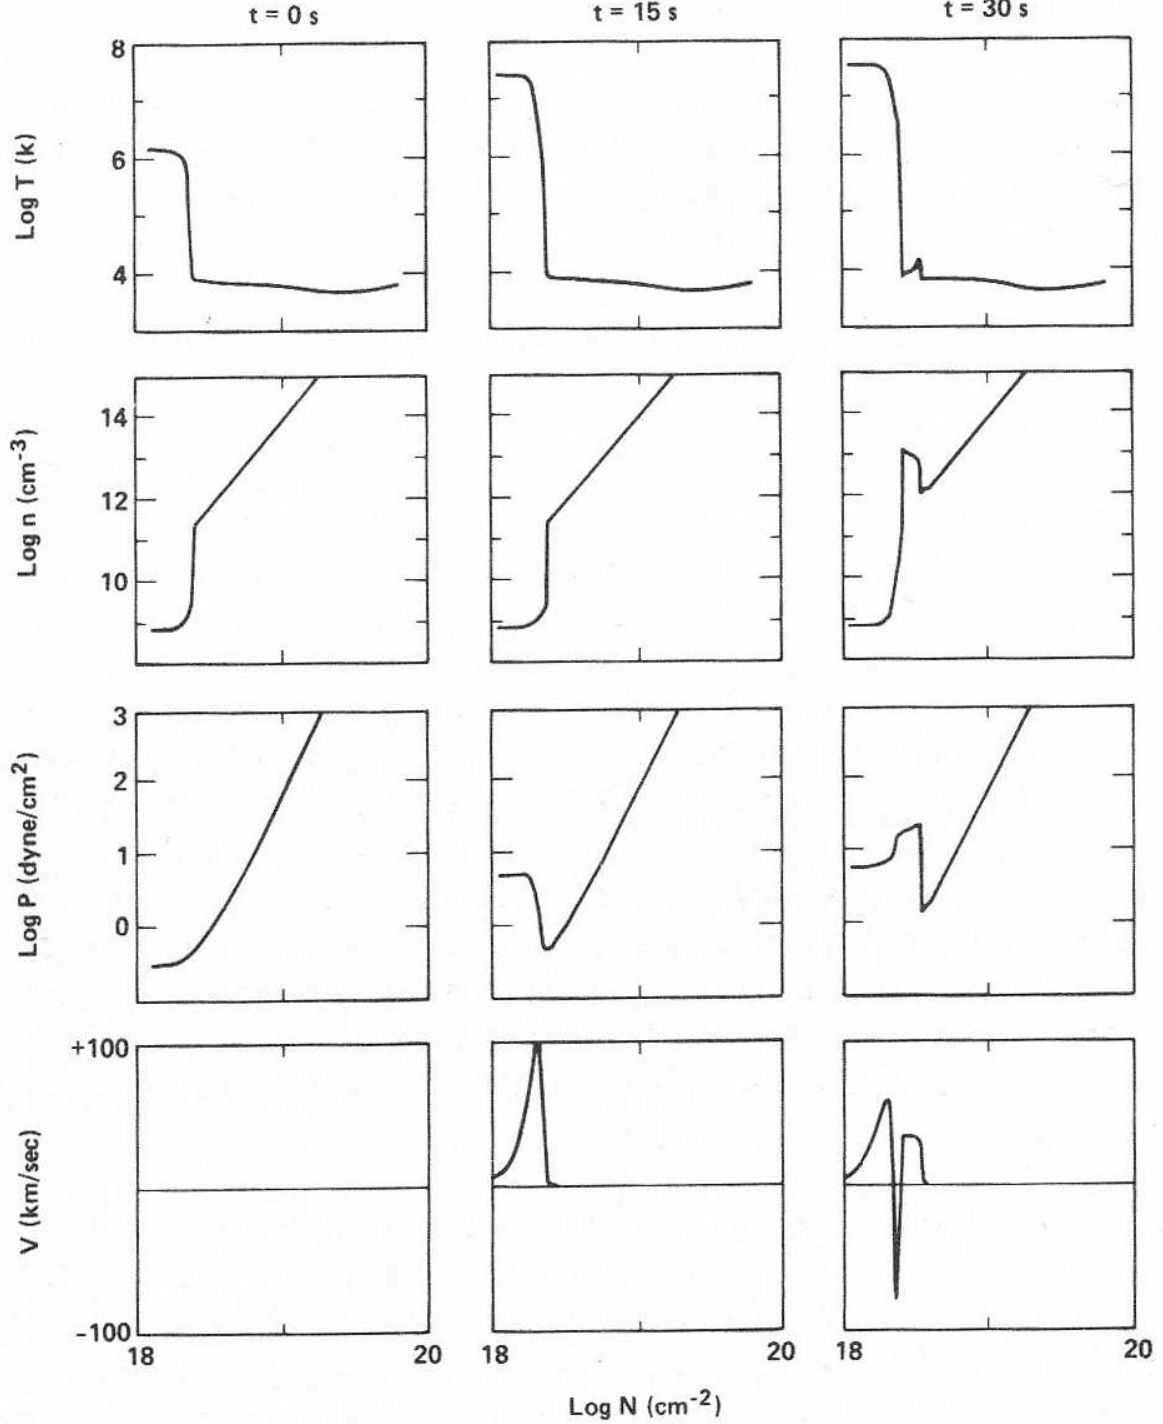 t = 0 s
t = 15 s
t = 30 s
Log T (k)
8
6
4
Log n (cm-3)
14
12
10
Log P (dyne/cm2)
3
2
1
0
V (km/sec)
+100
-100
18
18
20
18
20
Log N (cm-2)